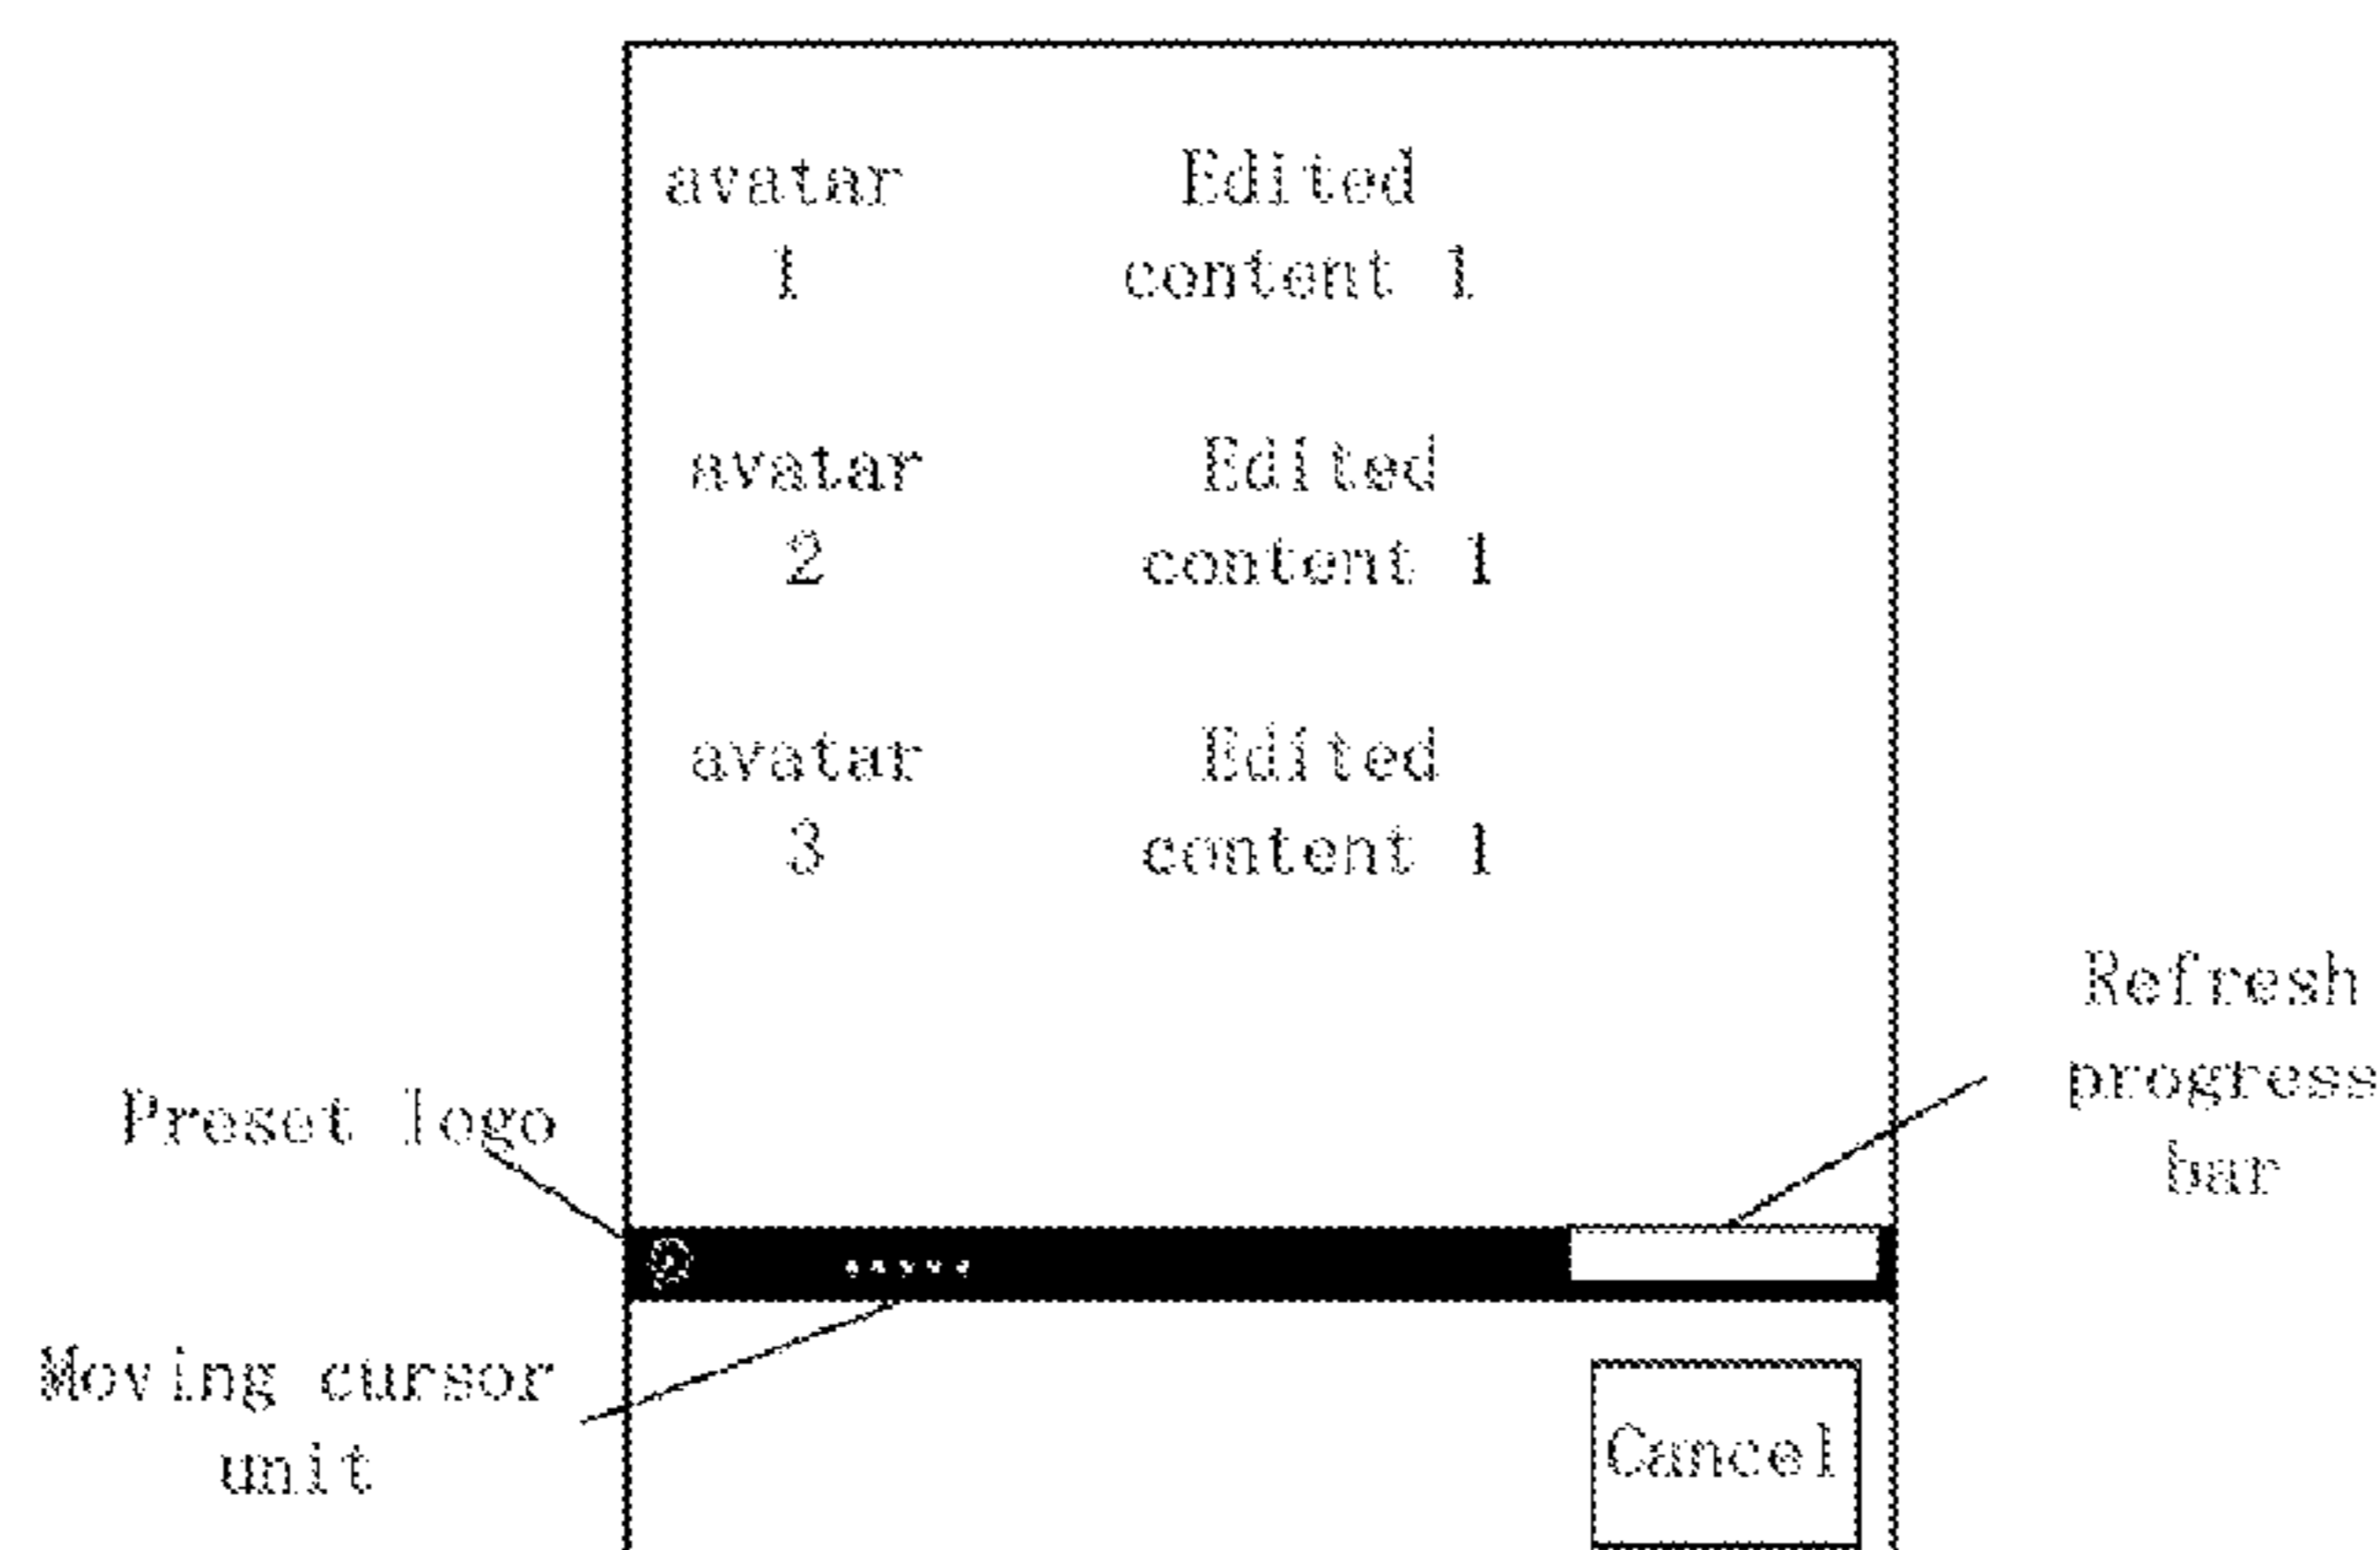 avatar Edited
1 content 1
avatar Edited
2 content 1
avatar Edited
3 content 1
Refresh
progress
bar
Preset logo
Moving cursor
unit
Cancel